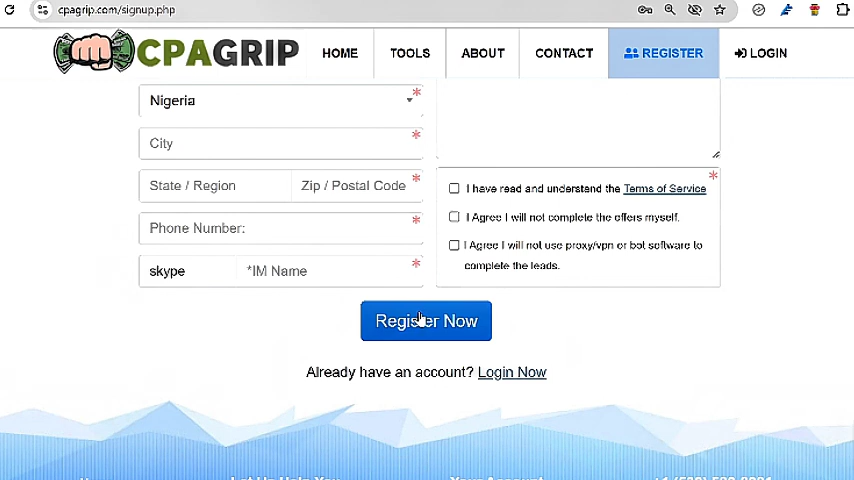 cpagrip.com/signup.php
CPAGRIP HOME TOOLS ABOUT CONTACT REGISTER LOGIN
Nigeria *
City *
State / Region Zip / Postal Code *
Phone Number: *
skype *IM Name *
*
I have read and understand the Terms of Service
I Agree I will not complete the offers myself.
I Agree I will not use proxy/vpn or bot software to
complete the leads.
Register Now
Already have an account? Login Now